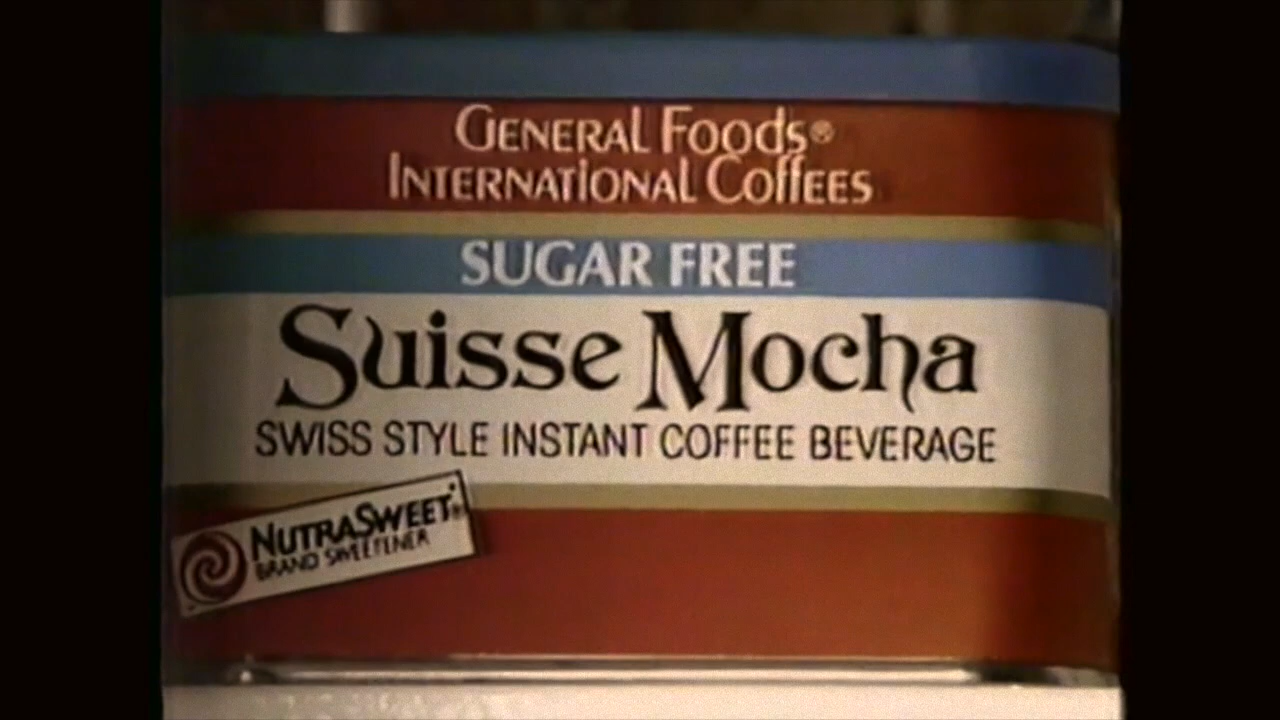 GENERAL FOODS®
INTERNATIONAL COFFEES
SUGAR FREE
Suisse Mocha
SWISS STYLE INSTANT COFFEE BEVERAGE
NUTRASWEET®
BRAND SWEETENER